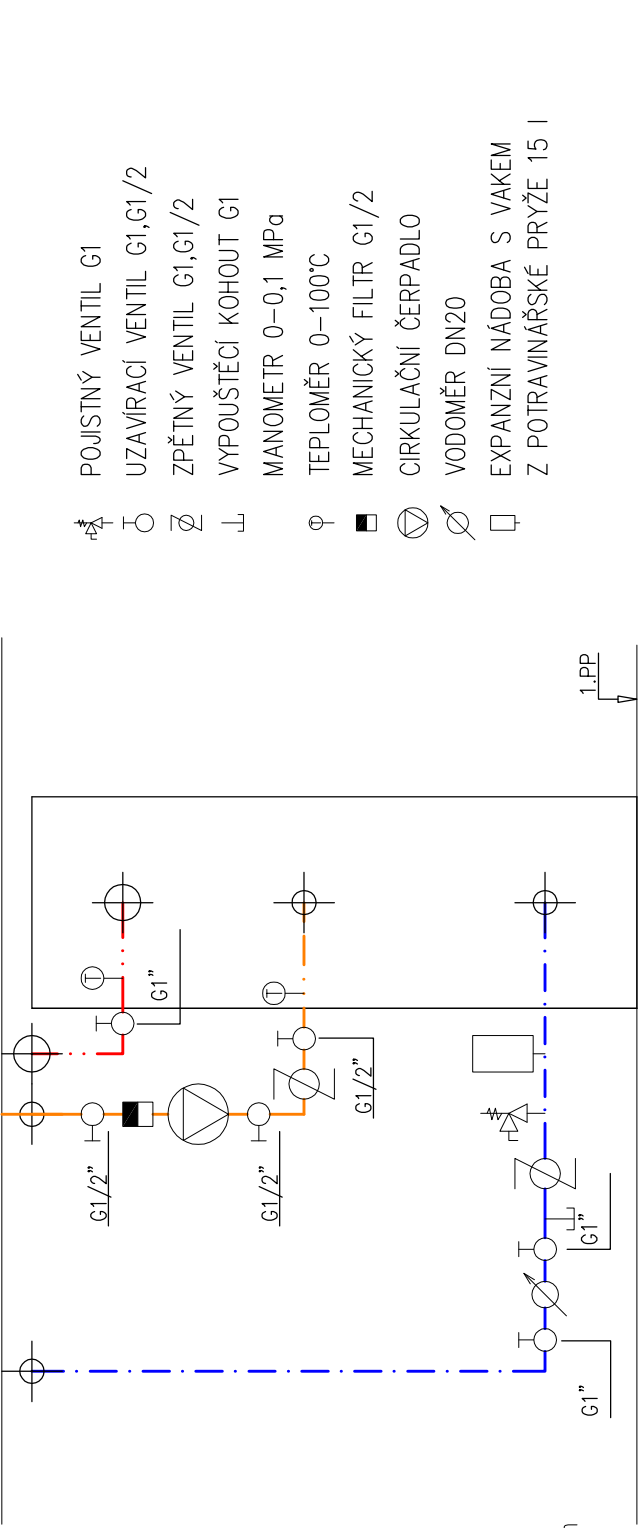 POJISTNÝ VENTIL G1
UZAVÍRACÍ VENTIL G1,G1/2
ZPĚTNÝ VENTIL G1,G1/2
VYPOUŠTĚCÍ KOHOUT G1
MANOMETR 0-0,1 MPa
TEPLOMĚR 0-100°C
MECHANICKÝ FILTR G1/2
CIRKULAČNÍ ČERPADLO
VODOMĚR DN20
EXPANZNÍ NÁDOBA S VAKEM
Z POTRAVINÁŘSKÉ PRYŽE 15 l
1.PP
T
G1"
T
G1/2"
G1/2"
G1/2"
G1"
G1"